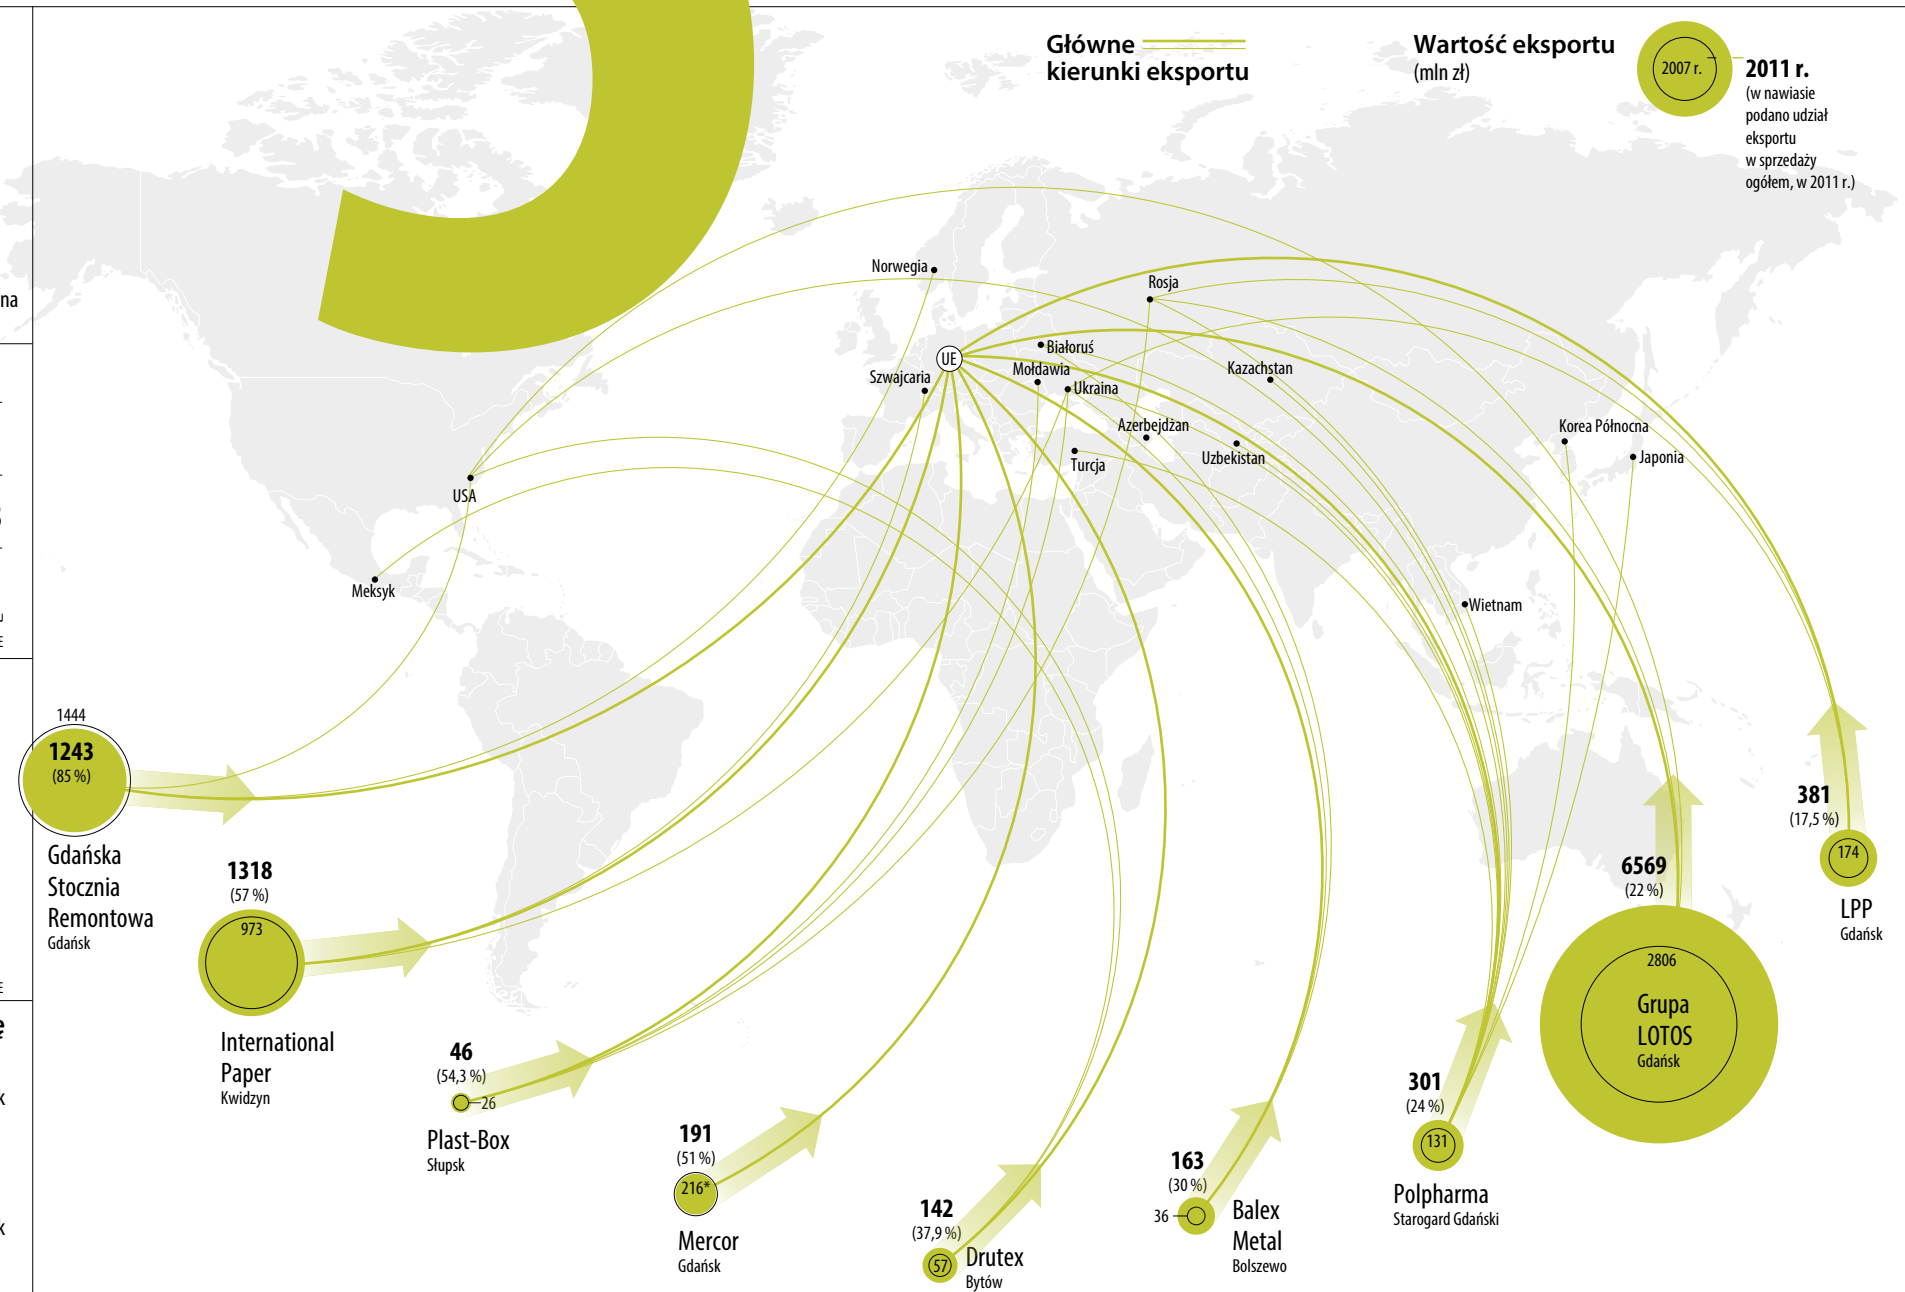 Główne
kierunki eksportu
Wartość eksportu
(mln zł)
2007 r.
2011 r.
(w nawiasie
podano udział
eksportu
w sprzedaży
ogółem, w 2011 r.)
na
Norwegia
Rosja
UE
Białoruś
Mołdawia
Szwajcaria
Ukraina
Kazachstan
Azerbejdżan
Turcja
Uzbekistan
Korea Północna
Japonia
USA
Meksyk
Wietnam
1444
1243
(85 %)
Gdańska
Stocznia
Remontowa
Gdańsk
1318
(57 %)
973
International
Paper
Kwidzyn
46
(54,3 %)
26
Plast-Box
Słupsk
191
(51 %)
216*
Mercor
Gdańsk
142
(37,9 %)
57
Drutex
Bytów
163
(30 %)
36
Balex
Metal
Bolszewo
301
(24 %)
131
Polpharma
Starogard Gdański
6569
(22 %)
2806
Grupa
LOTOS
Gdańsk
381
(17,5 %)
174
LPP
Gdańsk